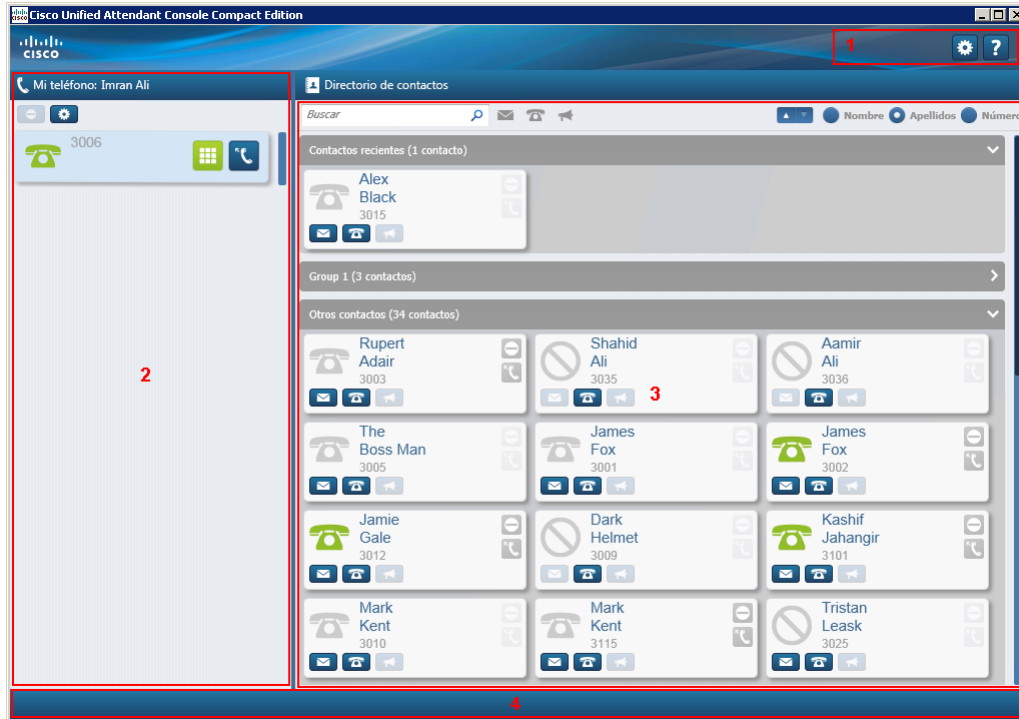 Cisco Unified Attendant Console Compact Edition
CISCO
1
?
Mi teléfono: Imran Ali
Directorio de contactos
3006
2
Buscar
Nombre
Apellidos
Número
Contactos recientes (1 contacto)
Alex
Black
3015
Group 1 (3 contactos)
Otros contactos (34 contactos)
Rupert
Adair
3003
Shahid
Ali
3035
3
Aamir
Ali
3036
The
Boss Man
3005
James
Fox
3001
James
Fox
3002
Jamie
Gale
3012
Dark
Helmet
3009
Kashif
Jahangir
3101
Mark
Kent
3010
Mark
Kent
3115
Tristan
Leask
3025
4